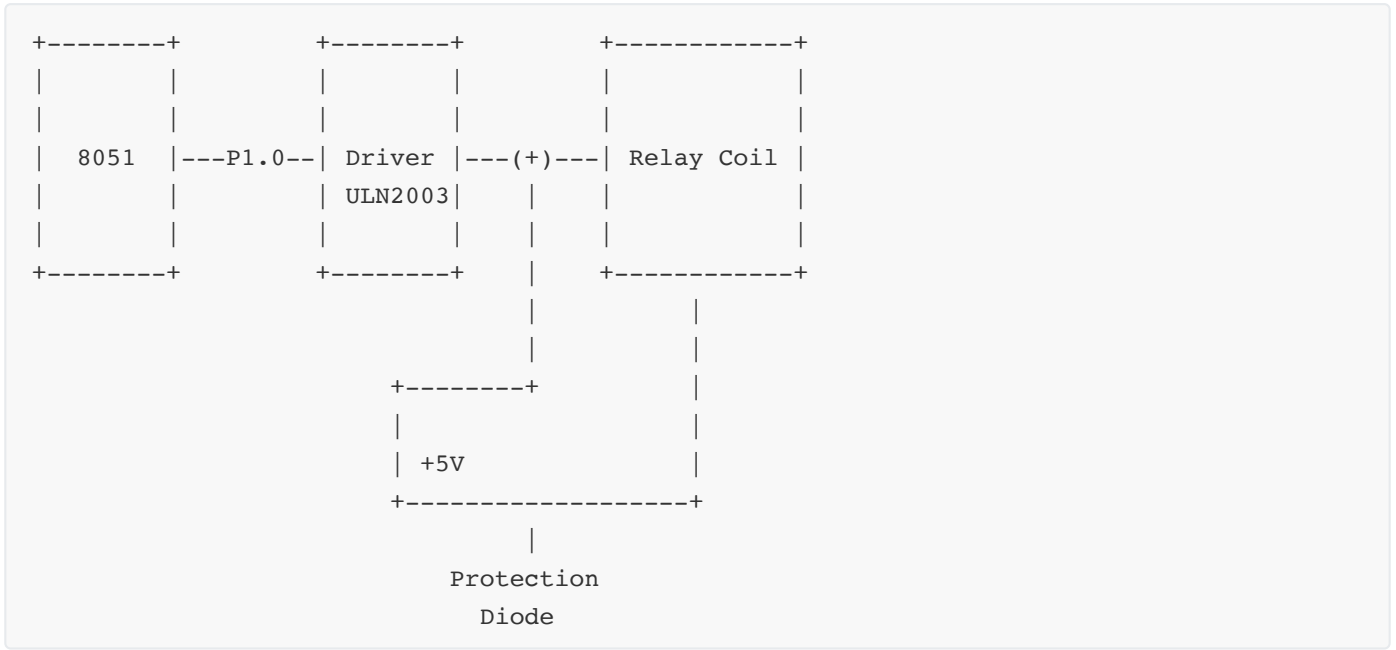 8051 ---P1.0-- Driver ---(+)--- Relay Coil
ULN2003
+5V
Protection
Diode